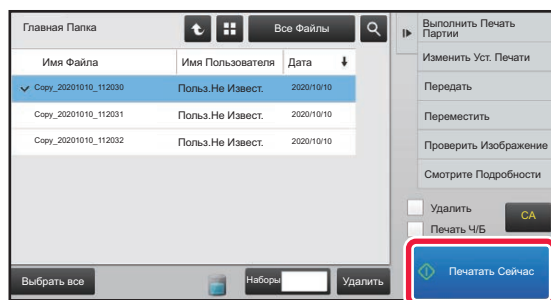 Главная Папка
Все Файлы
Имя Файла
Имя Пользователя
Дата
Copy_20201010_112030
Польз.Не Извест.
2020/10/10
Copy_20201010_112031
Польз.Не Извест.
2020/10/10
Copy_20201010_112032
Польз.Не Извест.
2020/10/10
Выбрать все
Наборы
Удалить
Выполнить Печать
Партии
Изменить Уст. Печати
Передать
Переместить
Проверить Изображение
Смотрите Подробности
Удалить
Печать Ч/Б
CA
Печатать Сейчас